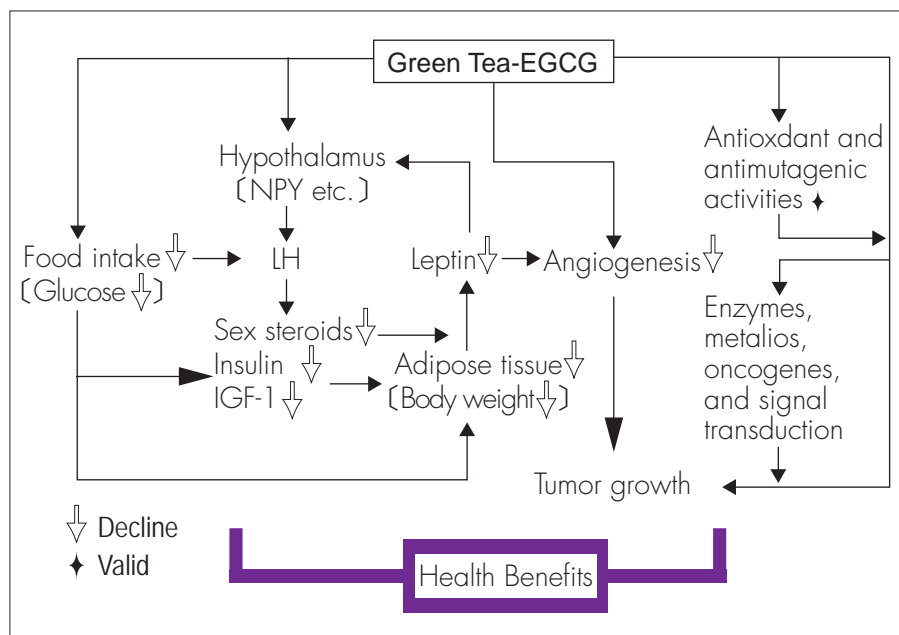 Green Tea-EGCG
Hypothalamus
[NPY etc.]
Antioxdant and
antimutagenic
activities
Food intake
[Glucose]
LH
Leptin
Angiogenesis
Sex steroids
Insulin
IGF-1
Adipose tissue
[Body weight]
Enzymes,
metalios,
oncogenes,
and signal
transduction
Tumor growth
Decline
Valid
Health Benefits